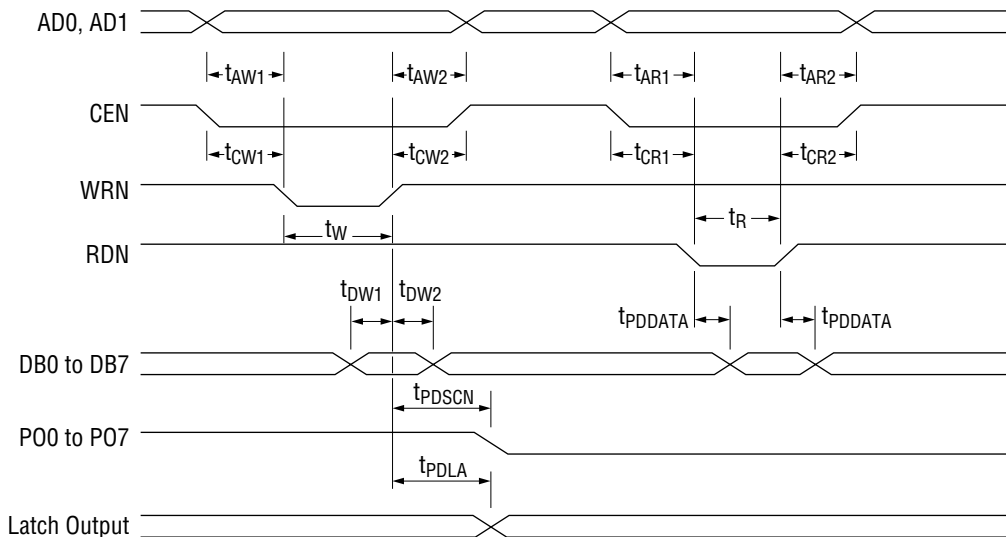 AD0, AD1
tAW1 tAW2 tAR1 tAR2
CEN
tCW1 tCW2 tCR1 tCR2
WRN
tW tR
RDN
tDW1 tDW2 tPDDATA tPDDATA
DB0 to DB7
tPDSCN
PO0 to PO7
tPDLA
Latch Output